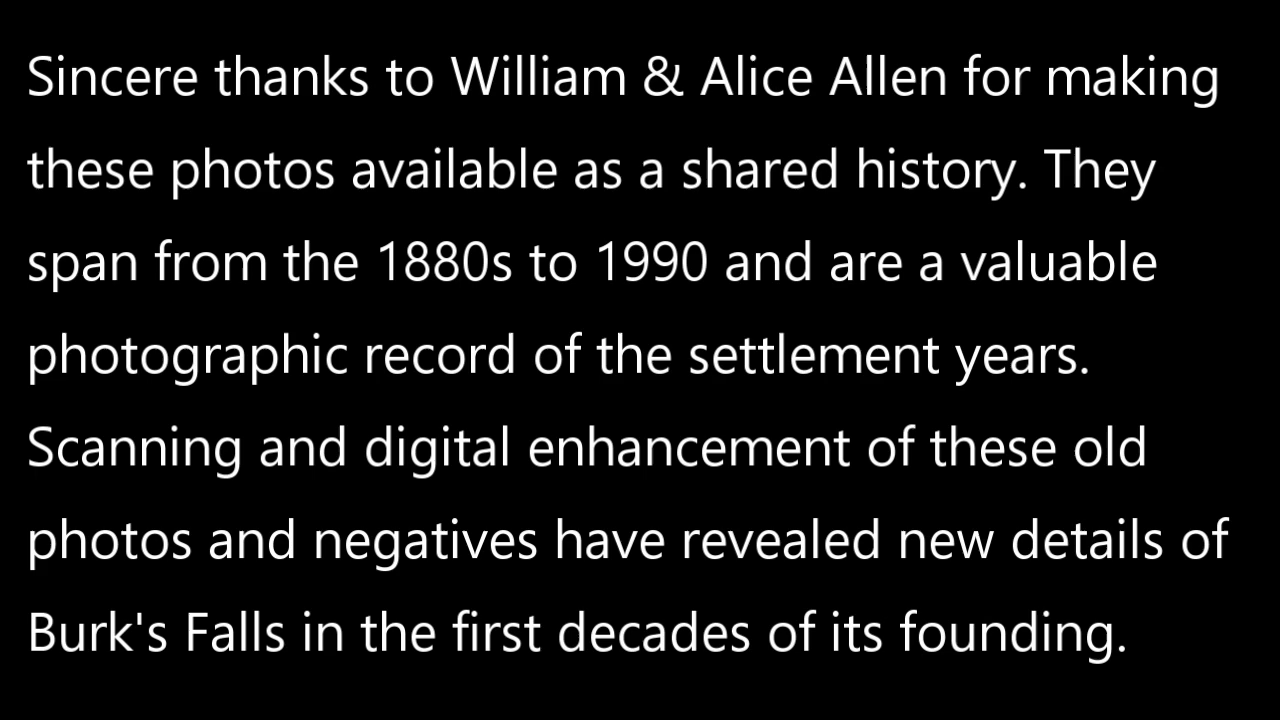 Sincere thanks to William & Alice Allen for making
these photos available as a shared history. They
span from the 1880s to 1990 and are a valuable
photographic record of the settlement years.
Scanning and digital enhancement of these old
photos and negatives have revealed new details of
Burk's Falls in the first decades of its founding.